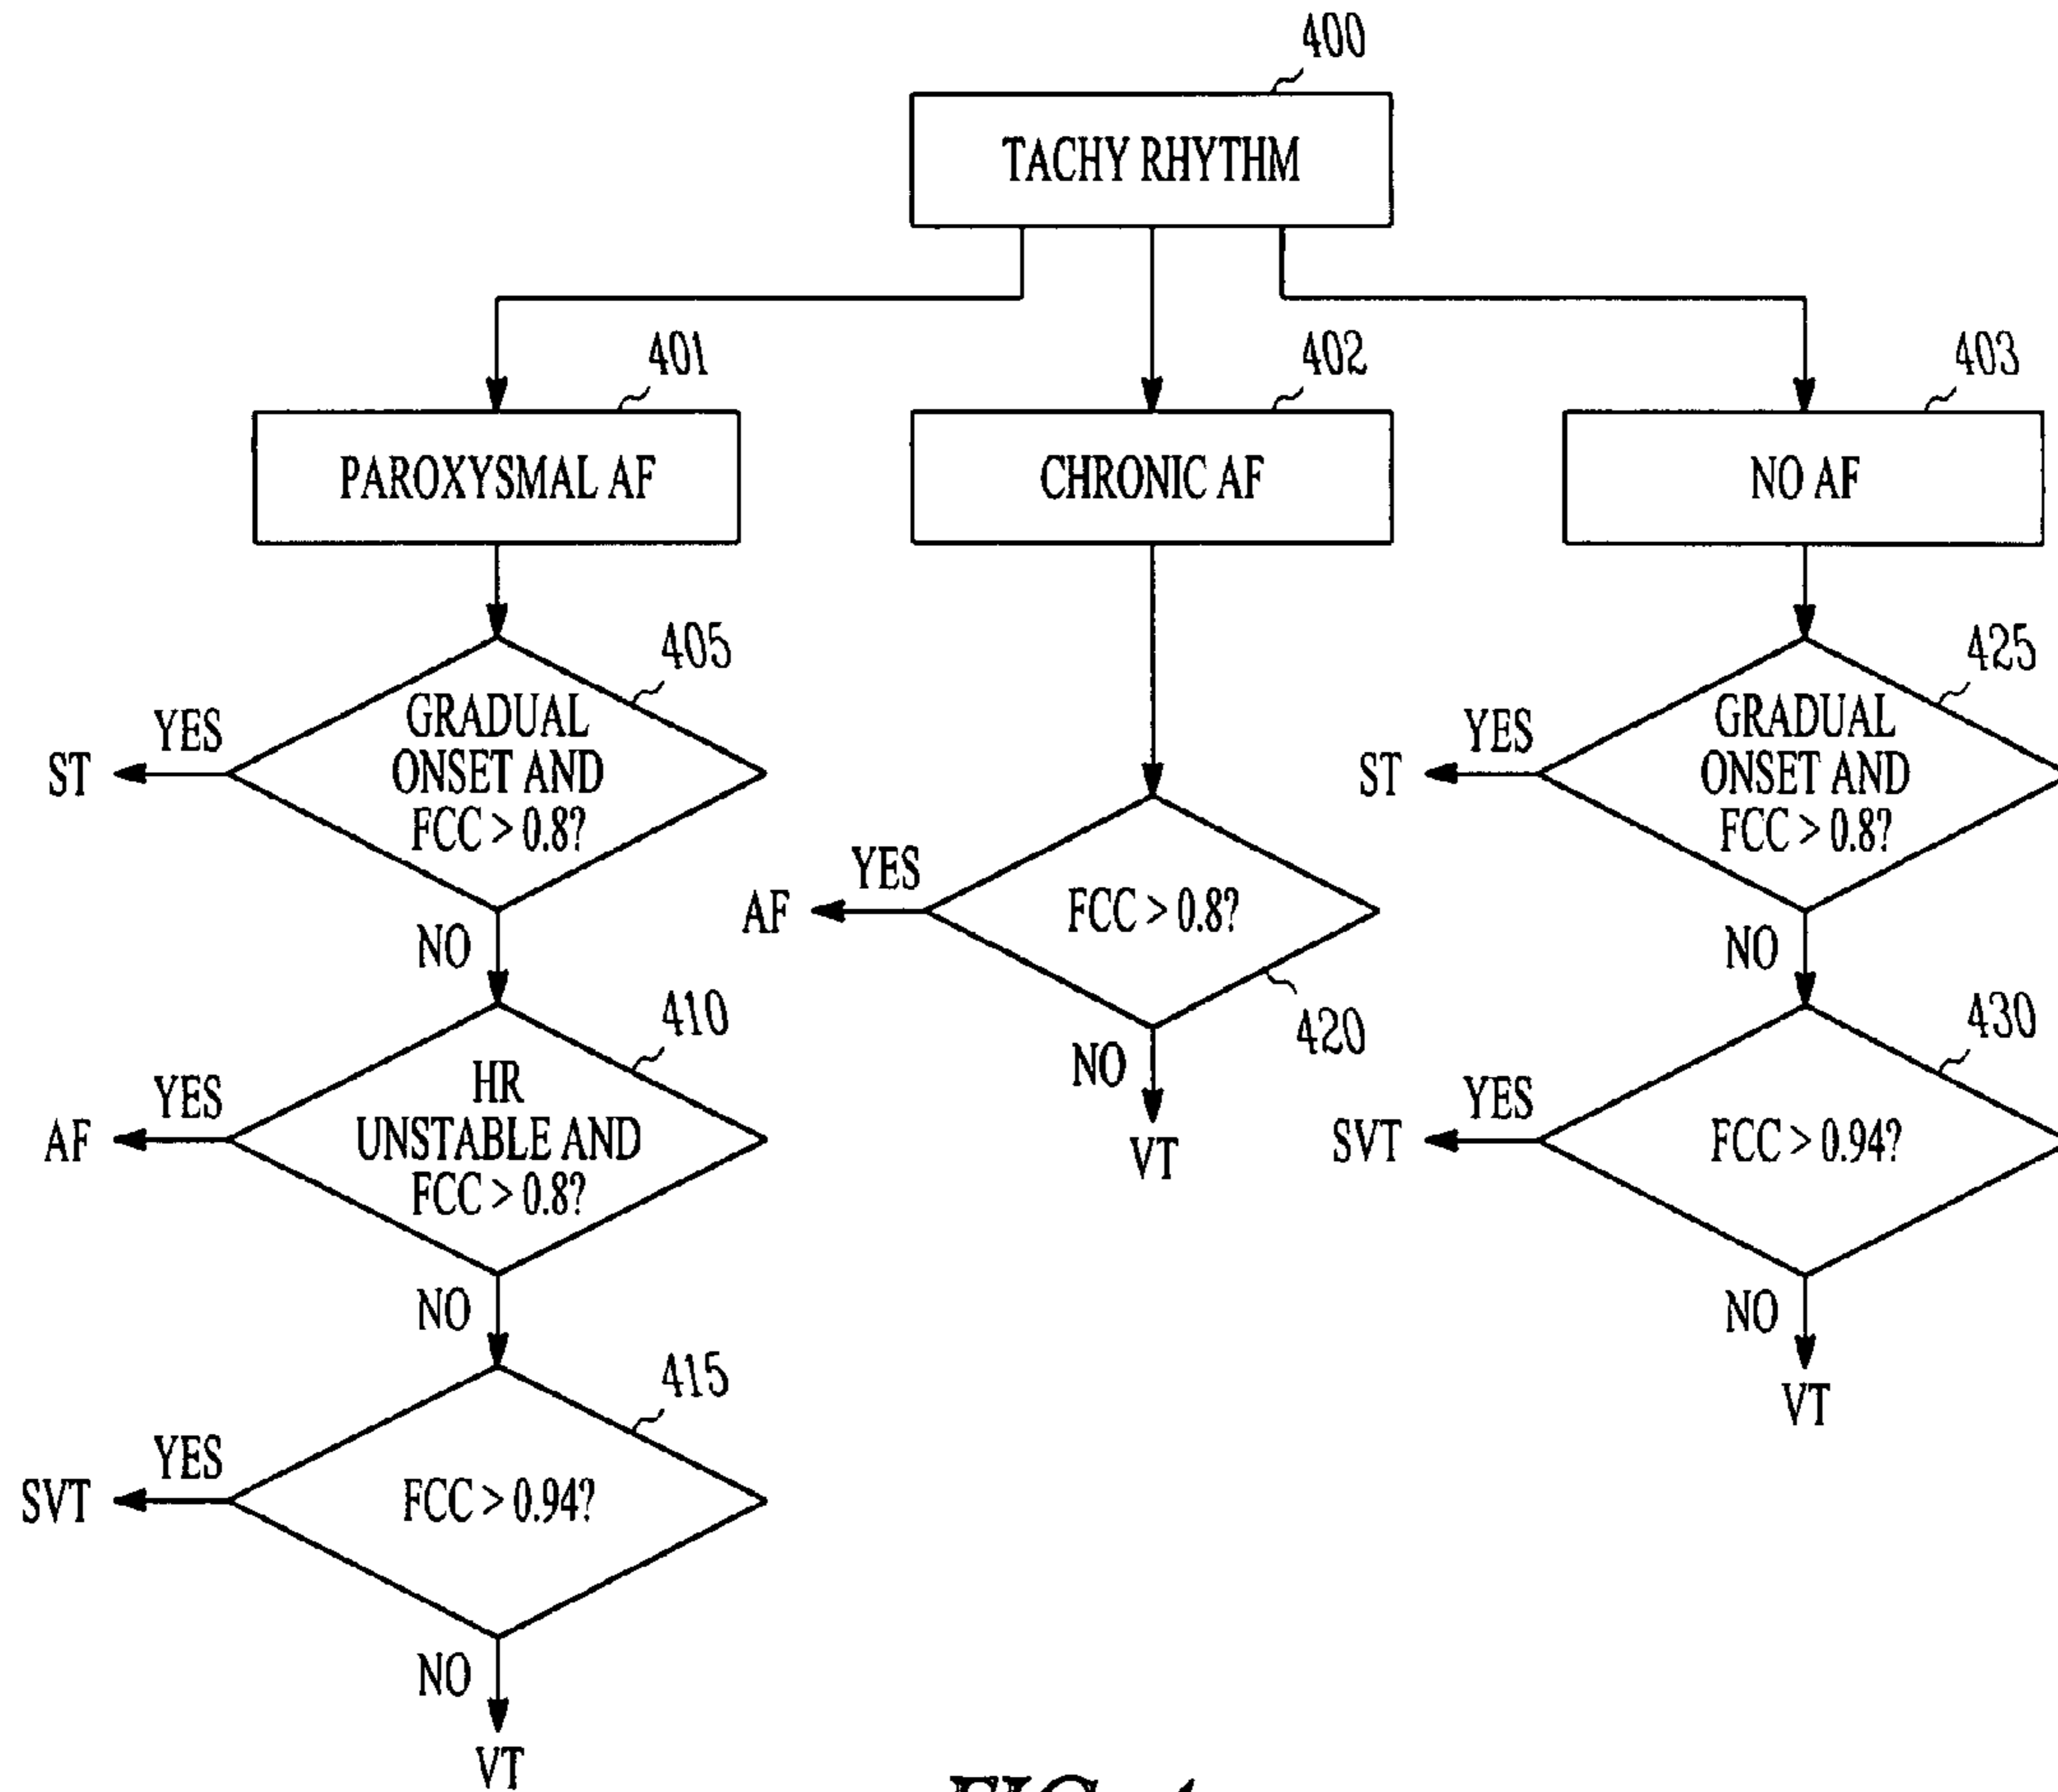 400
TACHY RHYTHM
401
402
403
PAROXYSMAL AF
CHRONIC AF
NO AF
405
GRADUAL
ONSET AND
FCC > 0.8?
YES
ST
NO
410
HR
UNSTABLE AND
FCC > 0.8?
YES
AF
NO
415
FCC > 0.94?
YES
SVT
NO
VT
FCC > 0.8?
YES
AF
420
NO
VT
425
GRADUAL
ONSET AND
FCC > 0.8?
YES
ST
NO
430
FCC > 0.94?
YES
SVT
NO
VT